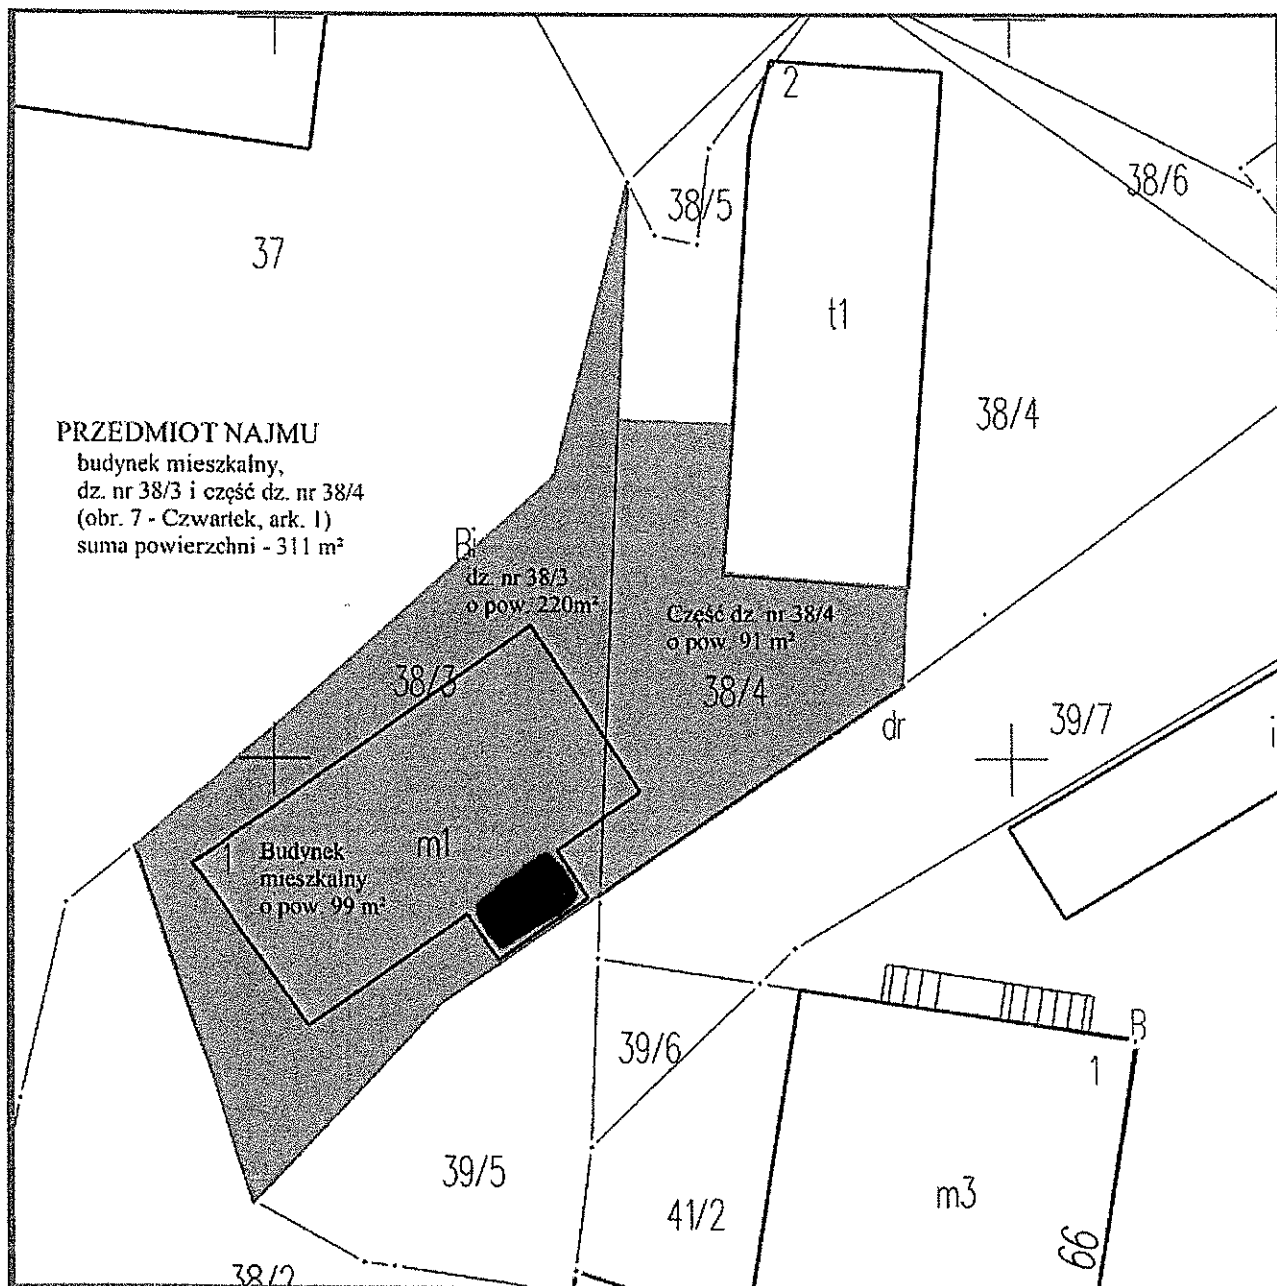 2
38/5
38/6
37
t1
38/4
PRZEDMIOT NAJMU
budynek mieszkalny,
dz. nr 38/3 i część dz. nr 38/4
(obr. 7 - Czwartek, ark. 1)
suma powierzchni - 311 m²
Bi
dz. nr 38/3
o pow. 220m²
Część dz. nr 38/4
o pow. 91 m²
38/3
38/4
dr
39/7
i
1
Budynek
mieszkalny
o pow. 99 m²
m1
39/6
B
1
39/5
41/2
m3
66
38/2